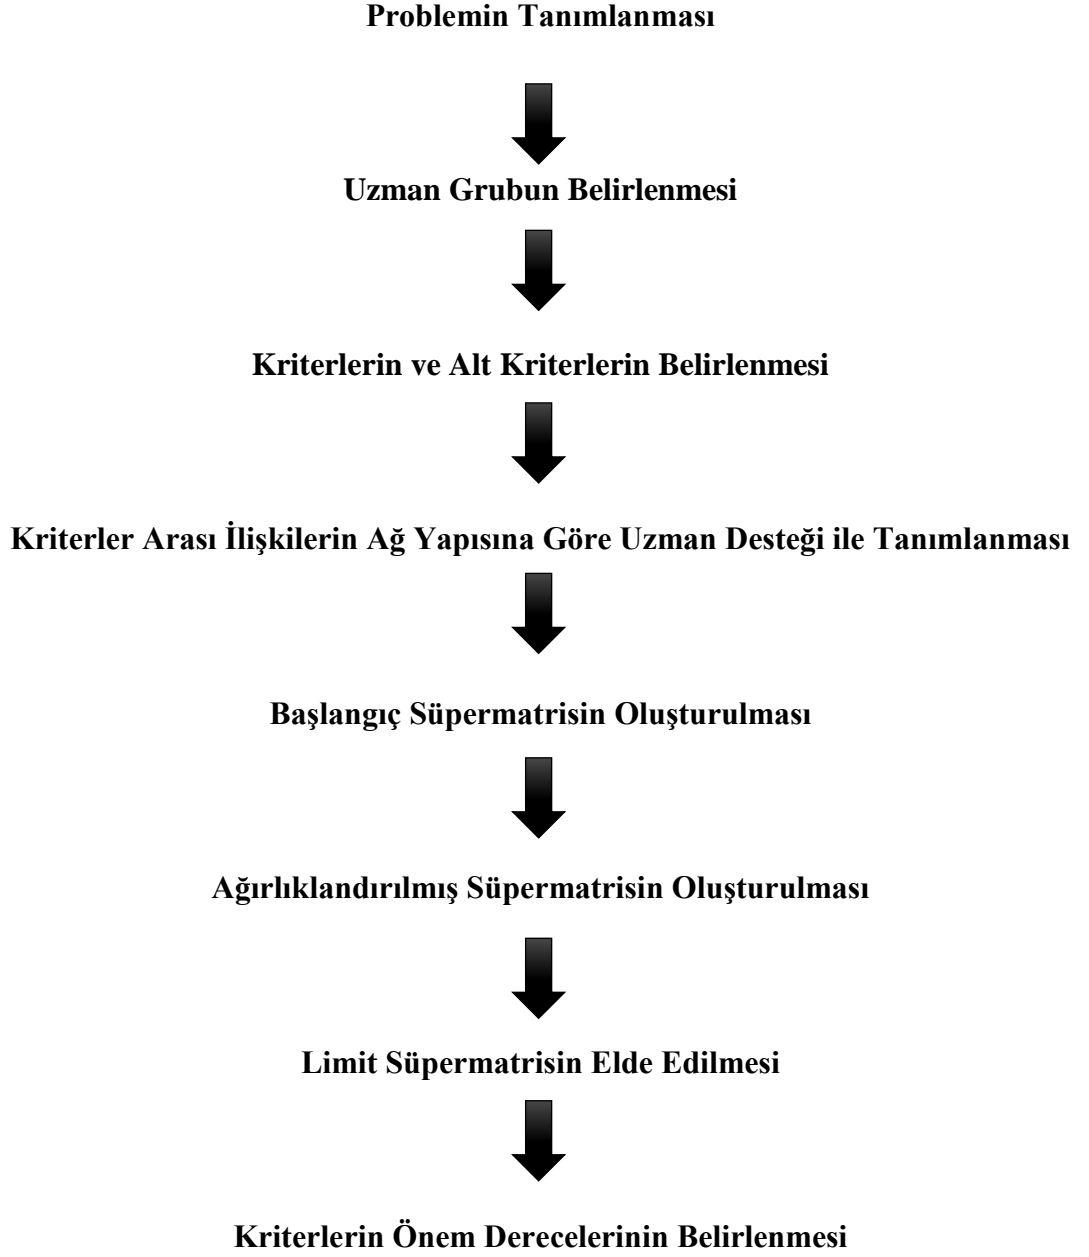 Problemin Tanımlanması
Uzman Grubun Belirlenmesi
Kriterlerin ve Alt Kriterlerin Belirlenmesi
Kriterler Arası İlişkilerin Ağ Yapısına Göre Uzman Desteği ile Tanımlanması
Başlangıç Süpermatrisin Oluşturulması
Ağırlıklandırılmış Süpermatrisin Oluşturulması
Limit Süpermatrisin Elde Edilmesi
Kriterlerin Önem Derecelerinin Belirlenmesi